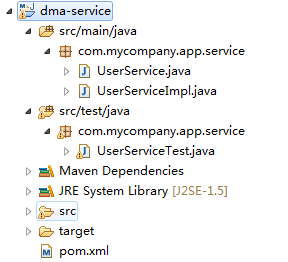 dma-service
src/main/java
com.mycompany.app.service
UserService.java
UserServiceImpl.java
src/test/java
com.mycompany.app.service
UserServiceTest.java
Maven Dependencies
JRE System Library [J2SE-1.5]
src
target
pom.xml